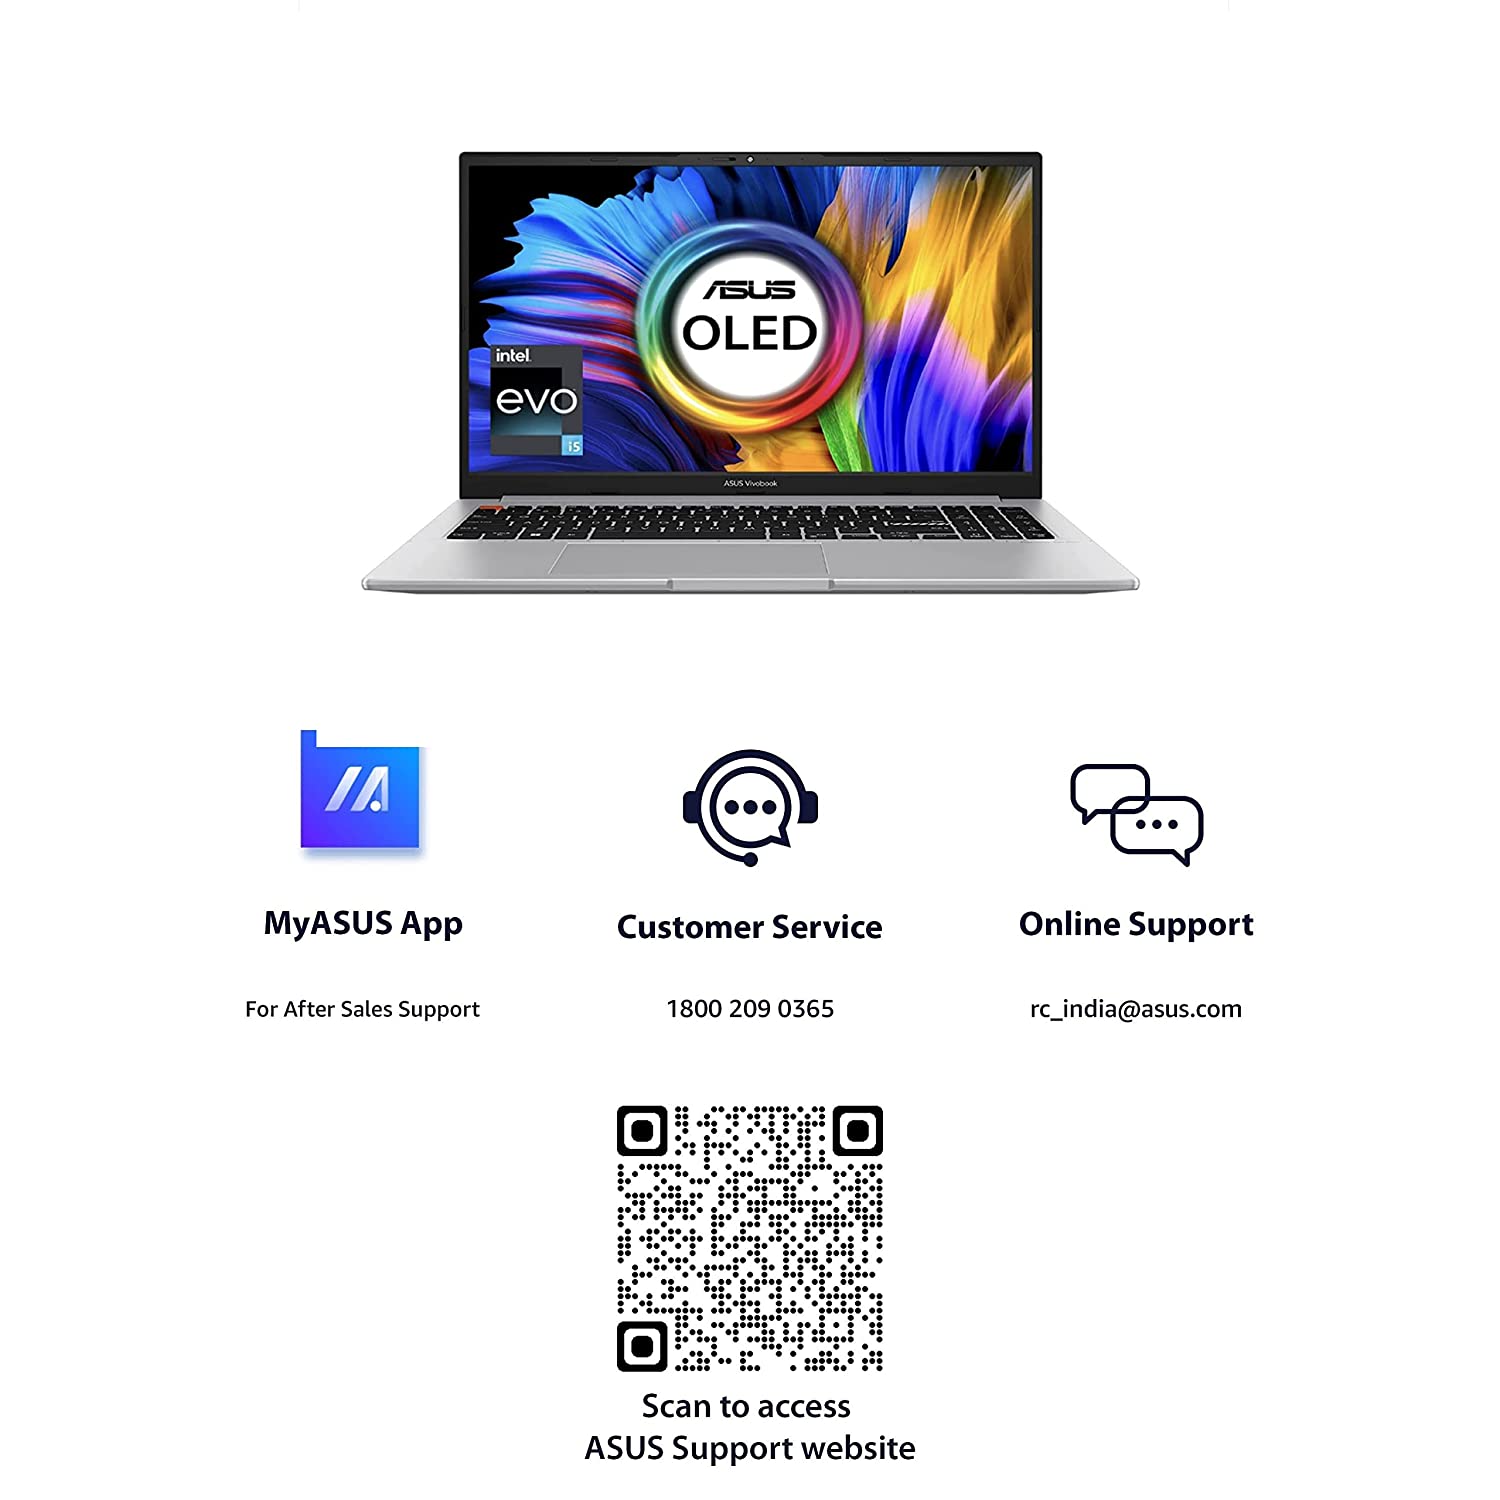 ASUS
OLED
intel.
evo
i5
ASUS Vivobook
MyASUS App
Customer Service
Online Support
For After Sales Support
1800 209 0365
rc_india@asus.com
Scan to access
ASUS Support website